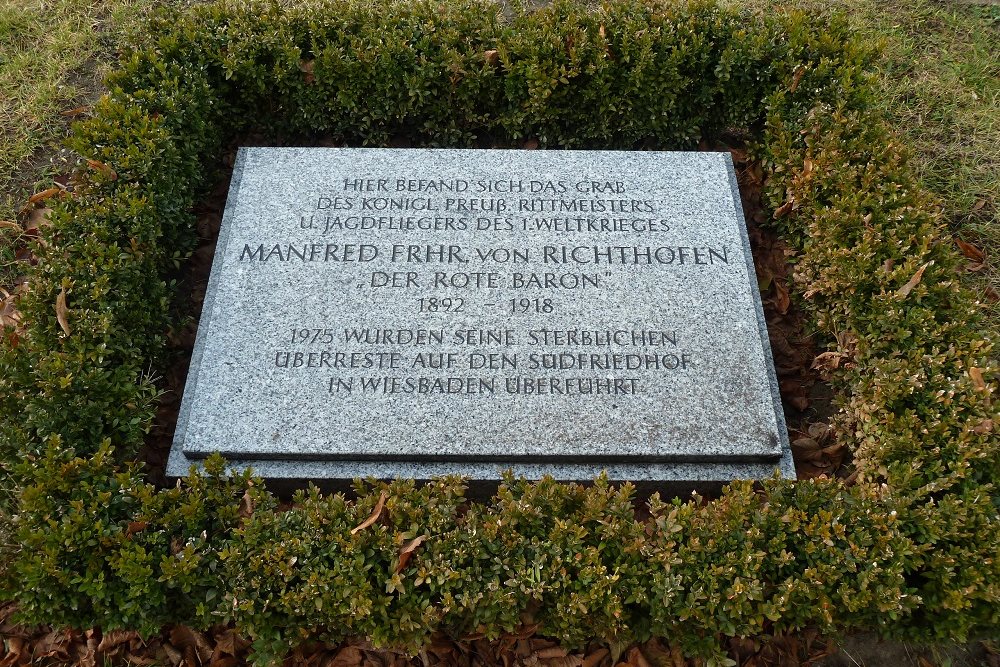 HIER BEFAND SICH DAS GRAB
DES KÖNIGL. PREUß. RITTMEISTERS
U. JAGDFLIEGERS DES I. WELTKRIEGES
MANFRED FRHR. VON RICHTHOFEN
„DER ROTE BARON"
1892 – 1918
1975 WURDEN SEINE STERBLICHEN
ÜBERRESTE AUF DEN SÜDFRIEDHOF
IN WIESBADEN ÜBERFÜHRT.